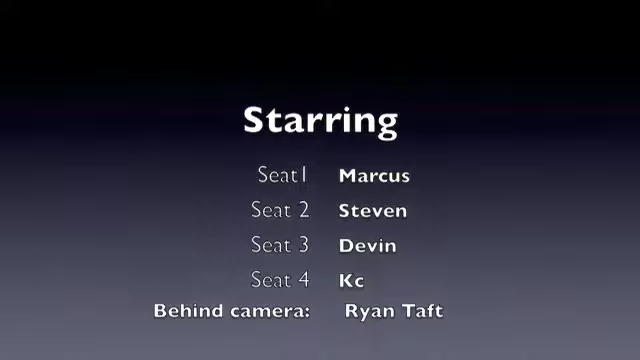 Starring
Seat1 Marcus
Seat 2 Steven
Seat 3 Devin
Seat 4 Kc
Behind camera: Ryan Taft